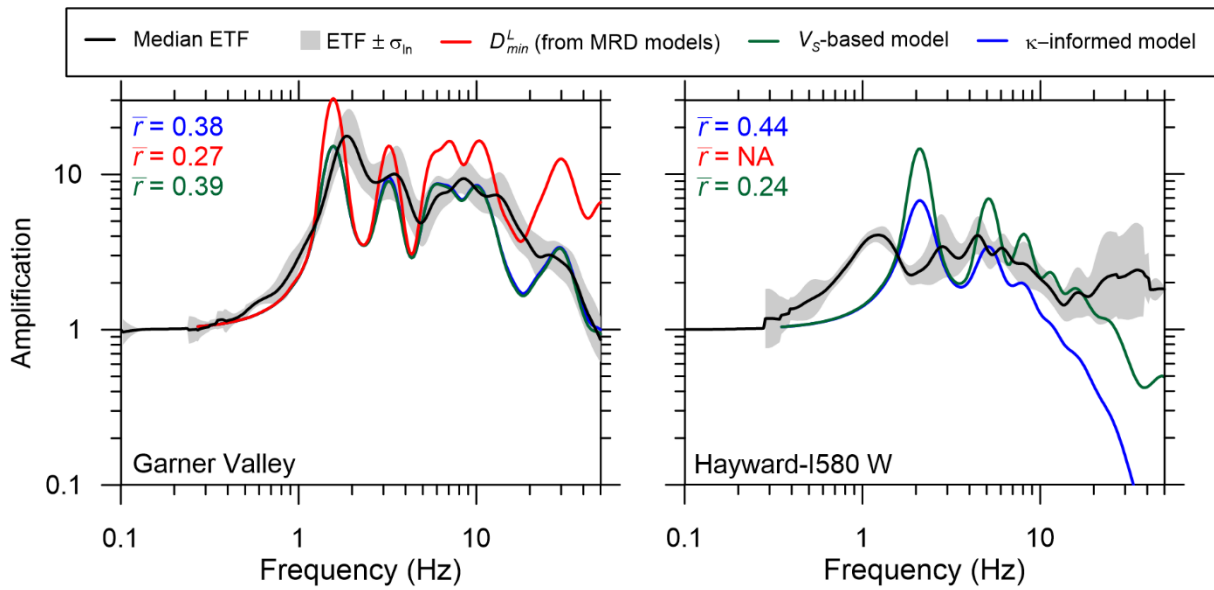 Median ETF ETF ± σln D^L_min (from MRD models) VS-based model κ–informed model
r̅ = 0.38
r̅ = 0.27
r̅ = 0.39
r̅ = 0.44
r̅ = NA
r̅ = 0.24
10
1
0.1
Amplification
Garner Valley
Hayward-I580 W
0.1 1 10
0.1 1 10
Frequency (Hz)
Frequency (Hz)